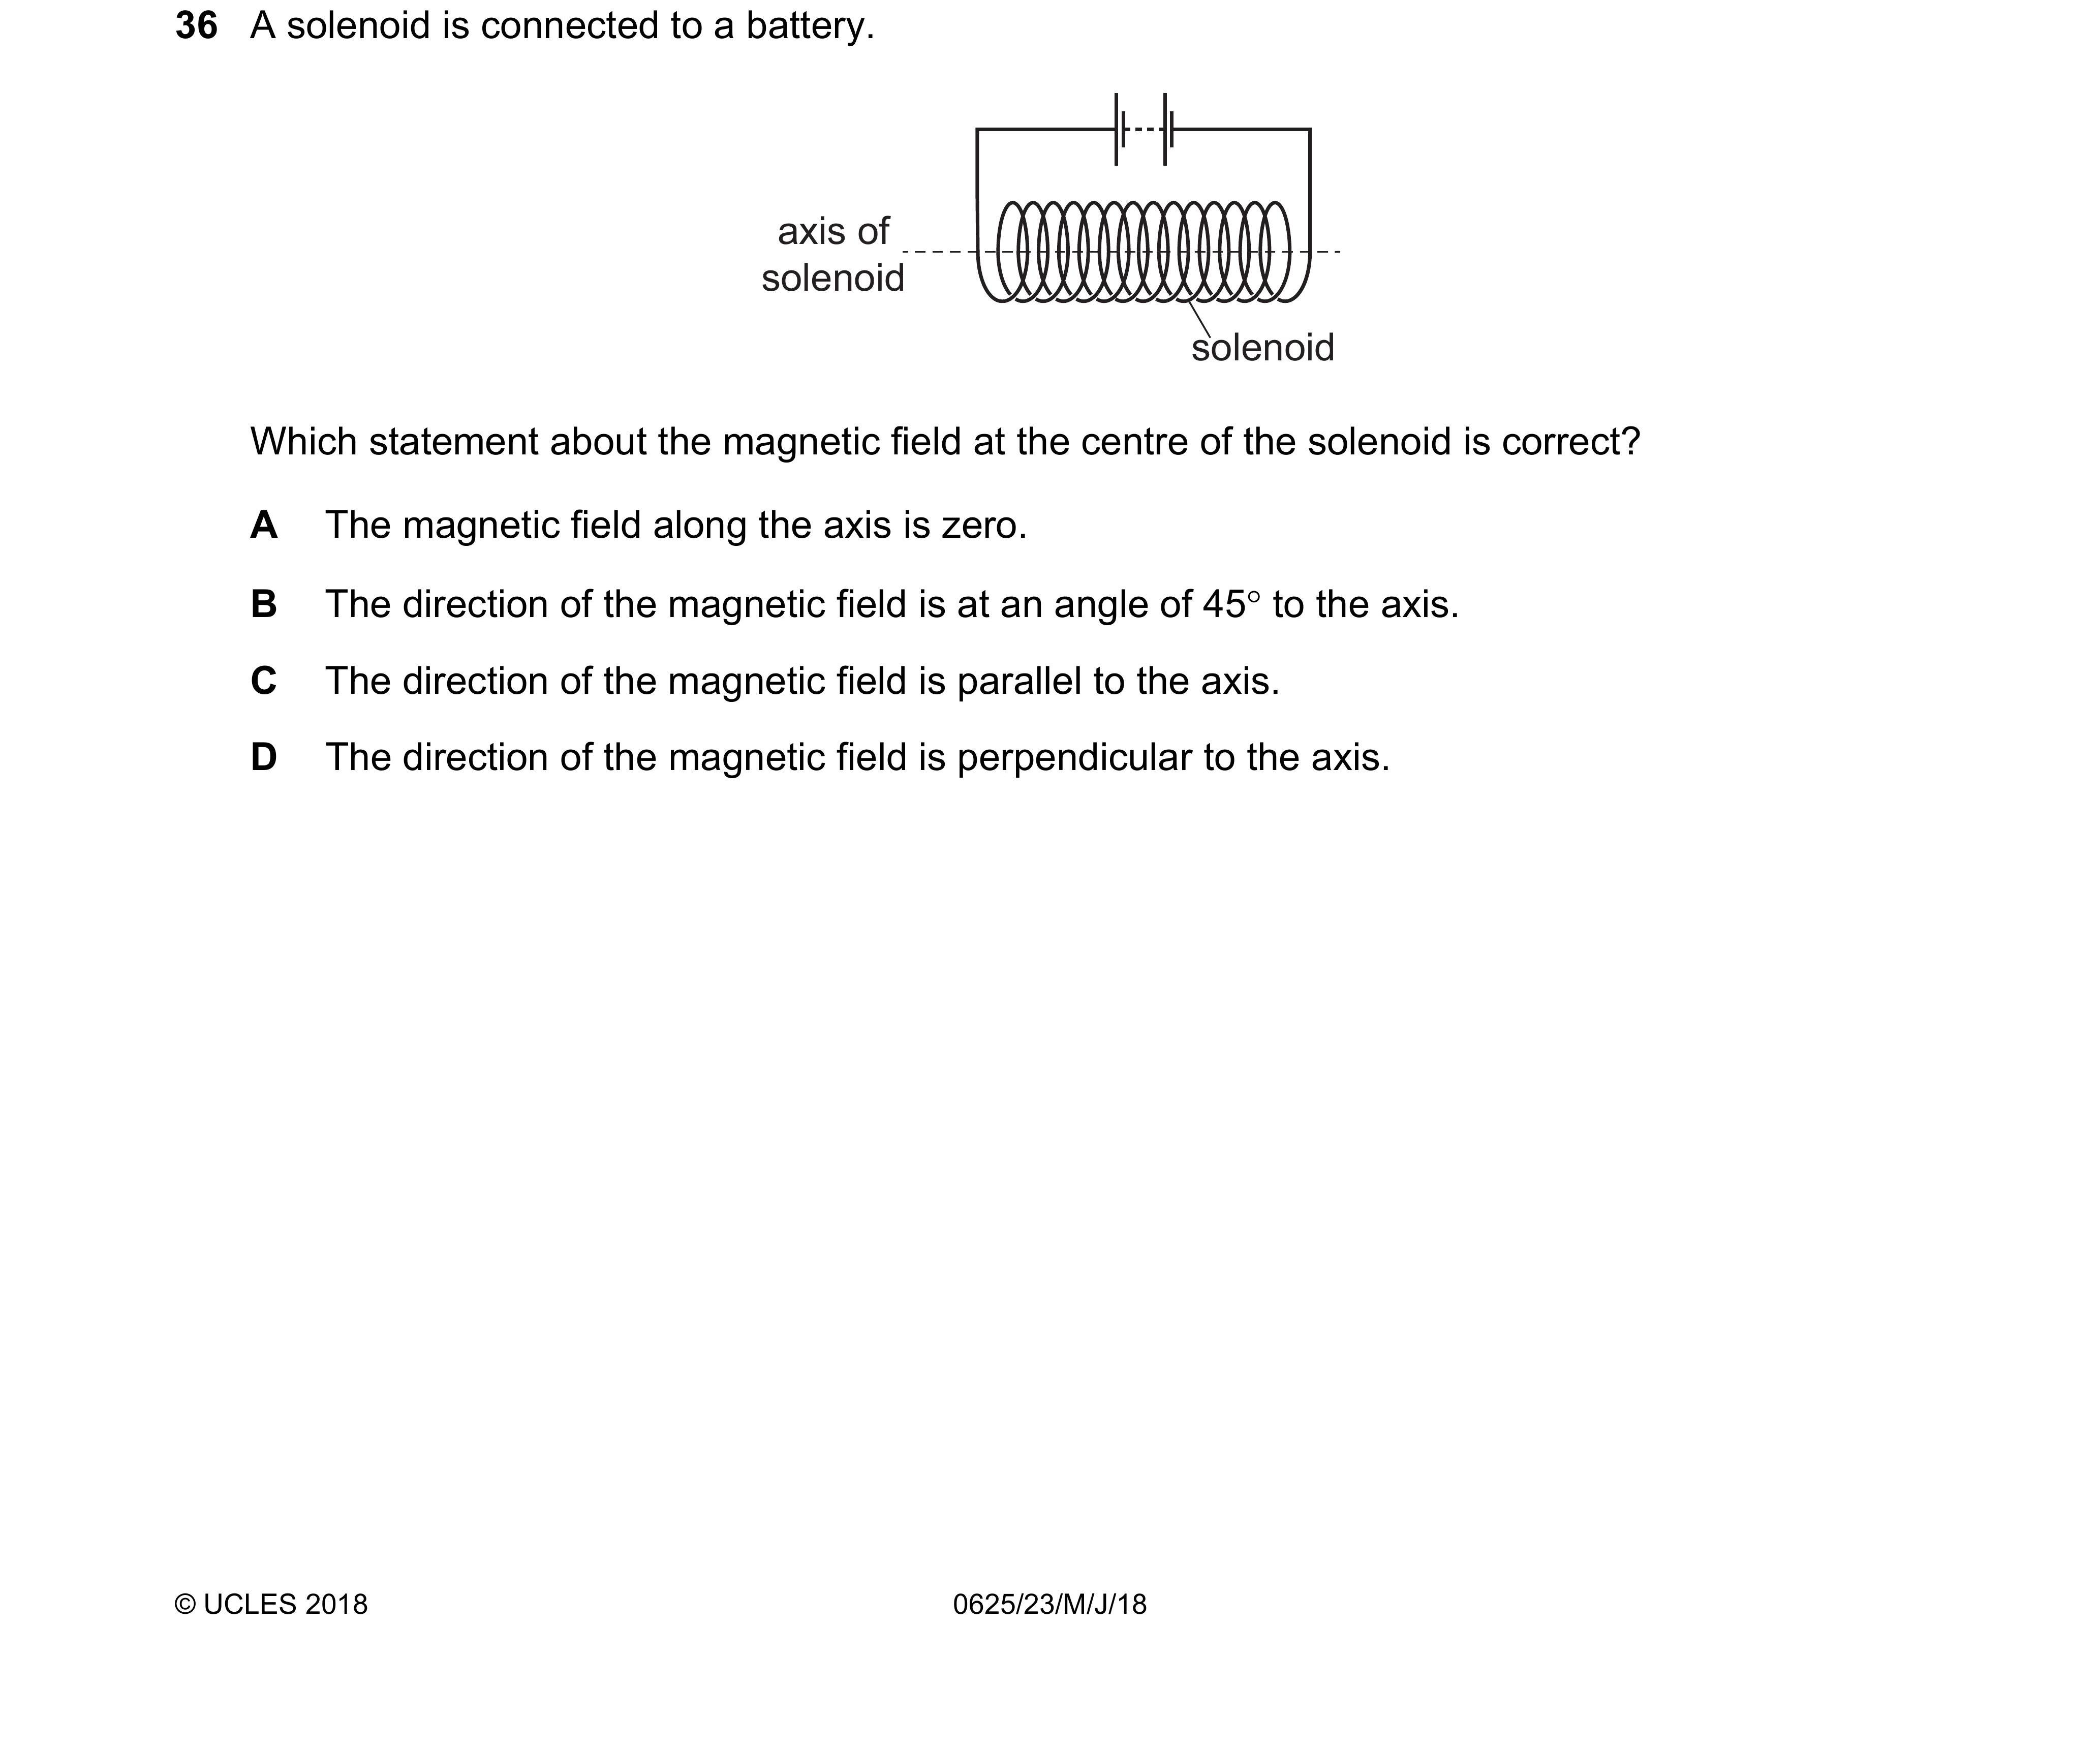 36 A solenoid is connected to a battery.
axis of
solenoid
solenoid
Which statement about the magnetic field at the centre of the solenoid is correct?
A The magnetic field along the axis is zero.
B The direction of the magnetic field is at an angle of 45° to the axis.
C The direction of the magnetic field is parallel to the axis.
D The direction of the magnetic field is perpendicular to the axis.
© UCLES 2018 0625/23/M/J/18